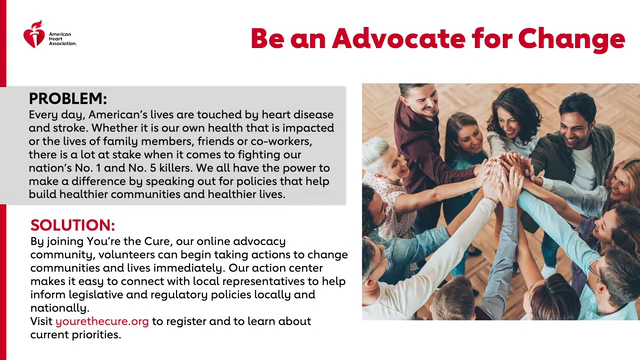 American
Heart
Association.
Be an Advocate for Change
PROBLEM:
Every day, American's lives are touched by heart disease
and stroke. Whether it is our own health that is impacted
or the lives of family members, friends or co-workers,
there is a lot at stake when it comes to fighting our
nation's No. 1 and No. 5 killers. We all have the power to
make a difference by speaking out for policies that help
build healthier communities and healthier lives.
SOLUTION:
By joining You're the Cure, our online advocacy
community, volunteers can begin taking actions to change
communities and lives immediately. Our action center
makes it easy to connect with local representatives to help
inform legislative and regulatory policies locally and
nationally.
Visit yourethecure.org to register and to learn about
current priorities.